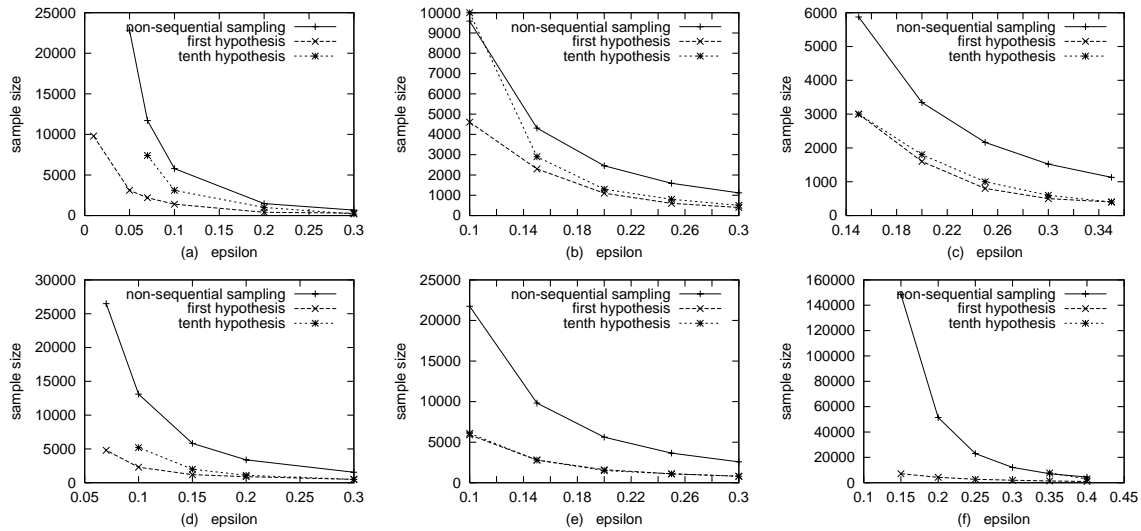 25000
20000
15000
10000
5000
0
sample size
non-sequential sampling
first hypothesis
tenth hypothesis
0 0.05 0.1 0.15 0.2 0.25 0.3
(a) epsilon
10000
9000
8000
7000
6000
5000
4000
3000
2000
1000
0
sample size
non-sequential sampling
first hypothesis
tenth hypothesis
0.1 0.14 0.18 0.22 0.26 0.3
(b) epsilon
6000
5000
4000
3000
2000
1000
0
sample size
non-sequential sampling
first hypothesis
tenth hypothesis
0.14 0.18 0.22 0.26 0.3 0.34
(c) epsilon
30000
25000
20000
15000
10000
5000
0
sample size
non-sequential sampling
first hypothesis
tenth hypothesis
0.05 0.1 0.15 0.2 0.25 0.3
(d) epsilon
25000
20000
15000
10000
5000
0
sample size
non-sequential sampling
first hypothesis
tenth hypothesis
0.1 0.14 0.18 0.22 0.26 0.3
(e) epsilon
160000
140000
120000
100000
80000
60000
40000
20000
0
sample size
non-sequential sampling
first hypothesis
tenth hypothesis
0.1 0.15 0.2 0.25 0.3 0.35 0.4 0.45
(f) epsilon